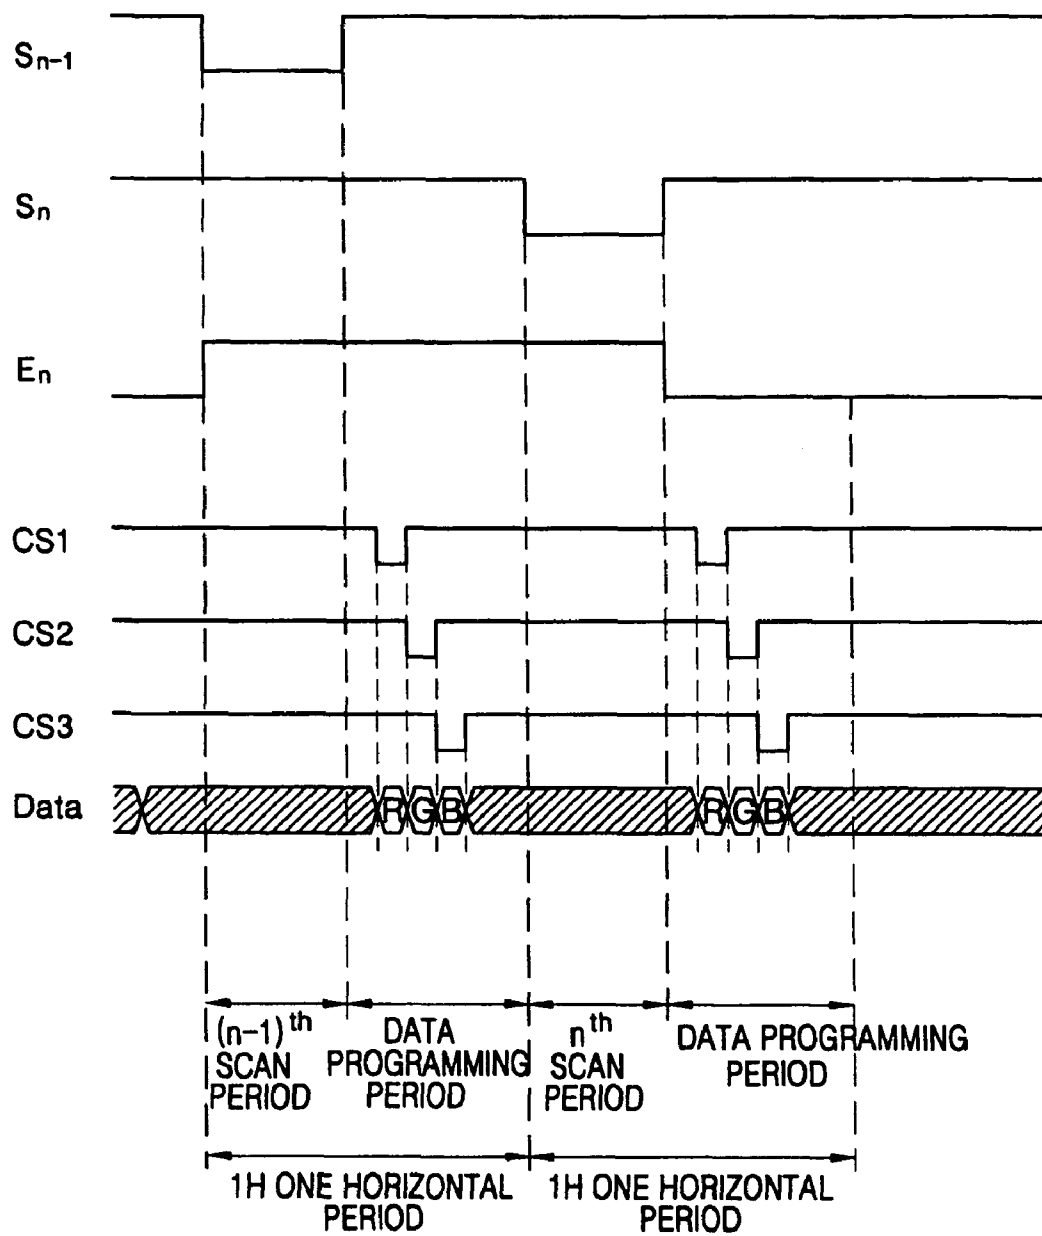 Sn-1
Sn
En
CS1
CS2
CS3
Data
R G B
R G B
(n-1)th
SCAN
PERIOD
DATA
PROGRAMMING
PERIOD
nth
SCAN
PERIOD
DATA PROGRAMMING
PERIOD
1H ONE HORIZONTAL
PERIOD
1H ONE HORIZONTAL
PERIOD